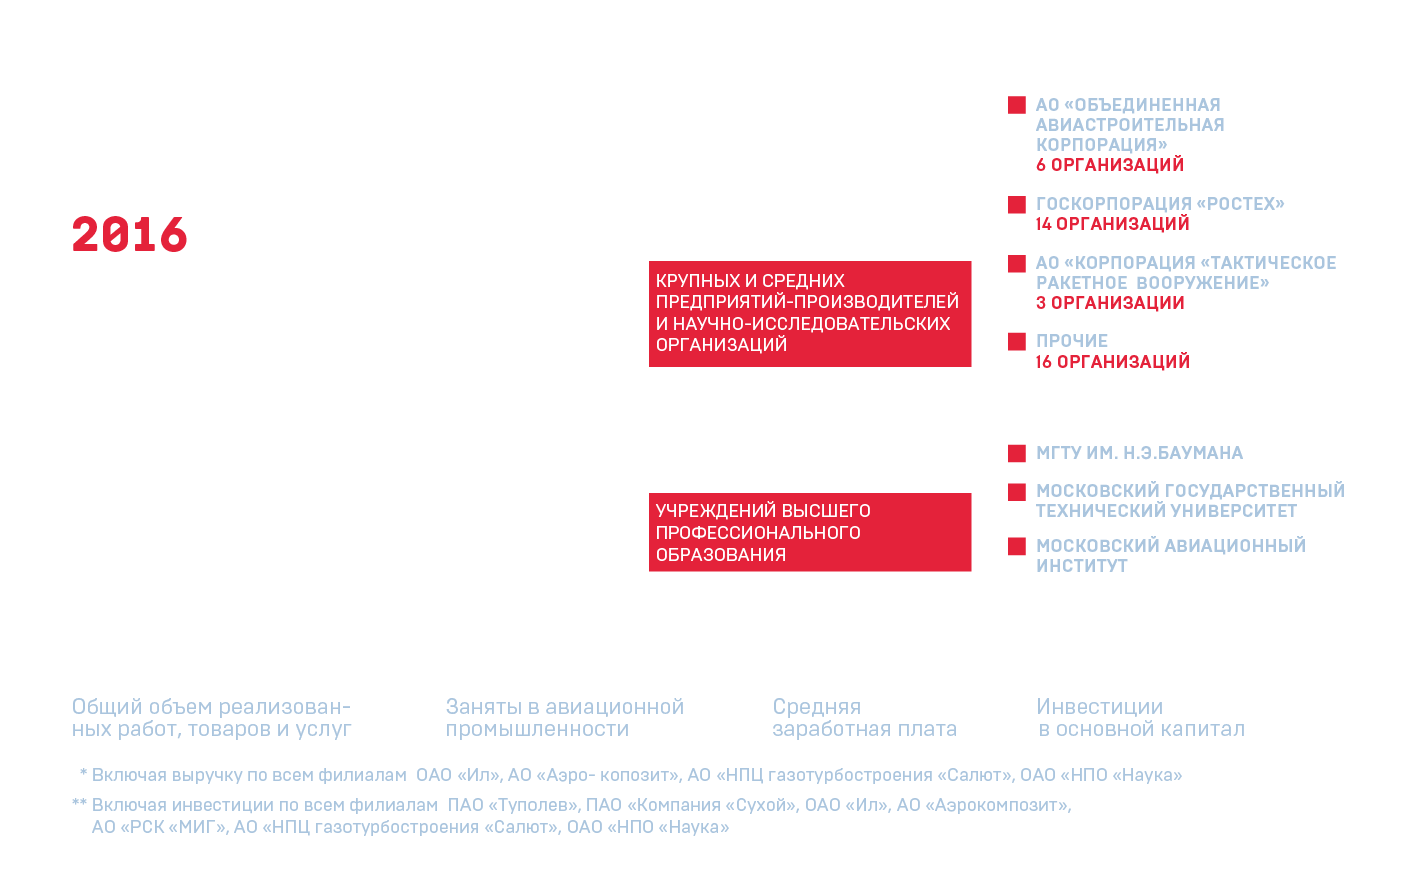 2016
КРУПНЫХ И СРЕДНИХ
ПРЕДПРИЯТИЙ-ПРОИЗВОДИТЕЛЕЙ
И НАУЧНО-ИССЛЕДОВАТЕЛЬСКИХ
ОРГАНИЗАЦИЙ
АО «ОБЪЕДИНЕННАЯ
АВИАСТРОИТЕЛЬНАЯ
КОРПОРАЦИЯ»
6 ОРГАНИЗАЦИЙ
ГОСКОРПОРАЦИЯ «РОСТЕХ»
14 ОРГАНИЗАЦИЙ
АО «КОРПОРАЦИЯ «ТАКТИЧЕСКОЕ
РАКЕТНОЕ ВООРУЖЕНИЕ»
3 ОРГАНИЗАЦИИ
ПРОЧИЕ
16 ОРГАНИЗАЦИЙ
УЧРЕЖДЕНИЙ ВЫСШЕГО
ПРОФЕССИОНАЛЬНОГО
ОБРАЗОВАНИЯ
МГТУ ИМ. Н.Э.БАУМАНА
МОСКОВСКИЙ ГОСУДАРСТВЕННЫЙ
ТЕХНИЧЕСКИЙ УНИВЕРСИТЕТ
МОСКОВСКИЙ АВИАЦИОННЫЙ
ИНСТИТУТ
Общий объем реализован-
ных работ, товаров и услуг
Заняты в авиационной
промышленности
Средняя
заработная плата
Инвестиции
в основной капитал
* Включая выручку по всем филиалам ОАО «Ил», АО «Аэро- копозит», АО «НПЦ газотурбостроения «Салют», ОАО «НПО «Наука»
** Включая инвестиции по всем филиалам ПАО «Туполев», ПАО «Компания «Сухой», ОАО «Ил», АО «Аэрокомпозит»,
АО «РСК «МИГ», АО «НПЦ газотурбостроения «Салют», ОАО «НПО «Наука»